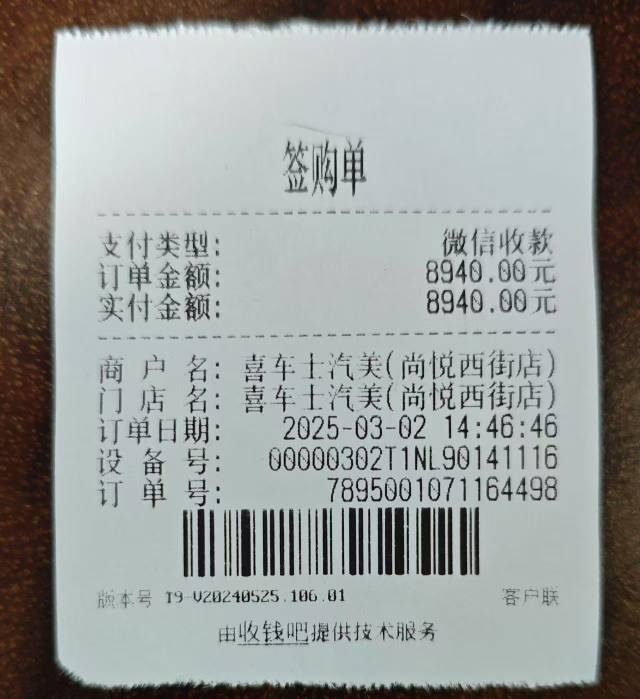 签购单
支付类型: 微信收款
订单金额: 8940.00元
实付金额: 8940.00元
商 户 名: 喜车士汽美(尚悦西街店)
门 店 名: 喜车士汽美(尚悦西街店)
订单日期: 2025-03-02 14:46:46
设 备 号: 00000302T1NL90141116
订 单 号: 7895001071164498
版本号 T9-V20240525.106.01 客户联
由收钱吧提供技术服务